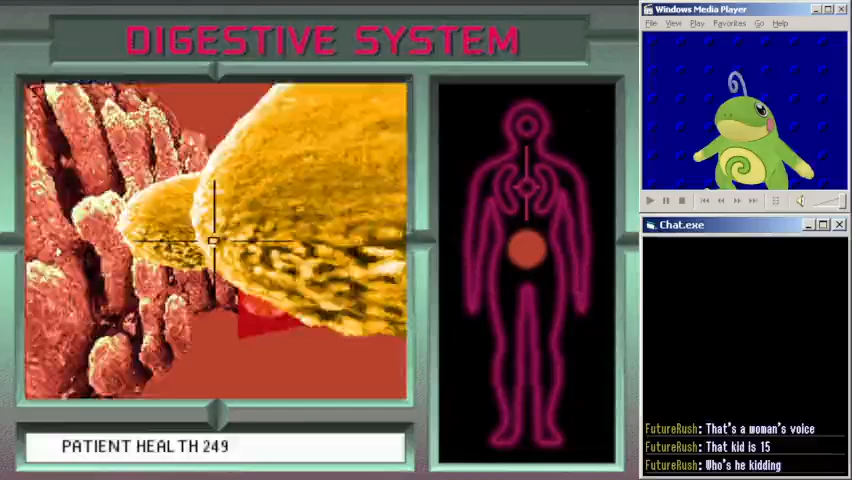 DIGESTIVE SYSTEM
PATIENT HEALTH 249
Windows Media Player
File View Play Favorites Go Help
Chat.exe
FutureRush: That's a woman's voice
FutureRush: That kid is 15
FutureRush: Who's he kidding